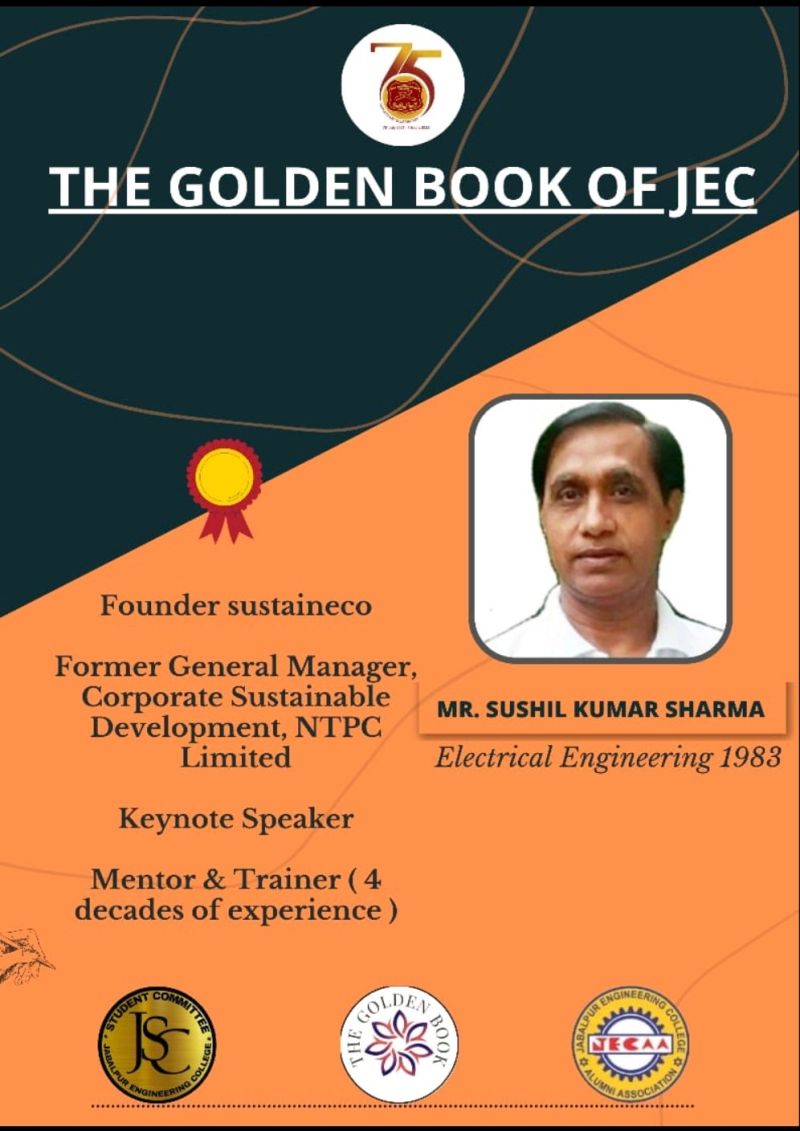 75
THE GOLDEN BOOK OF JEC
Founder sustaineco
Former General Manager,
Corporate Sustainable
Development, NTPC
Limited
Keynote Speaker
Mentor & Trainer ( 4
decades of experience )
MR. SUSHIL KUMAR SHARMA
Electrical Engineering 1983
STUDENT COMMITTEE
JSC
JABALPUR ENGINEERING COLLEGE
THE GOLDEN BOOK
JABALPUR ENGINEERING COLLEGE
JECAA
ALUMNI ASSOCIATION